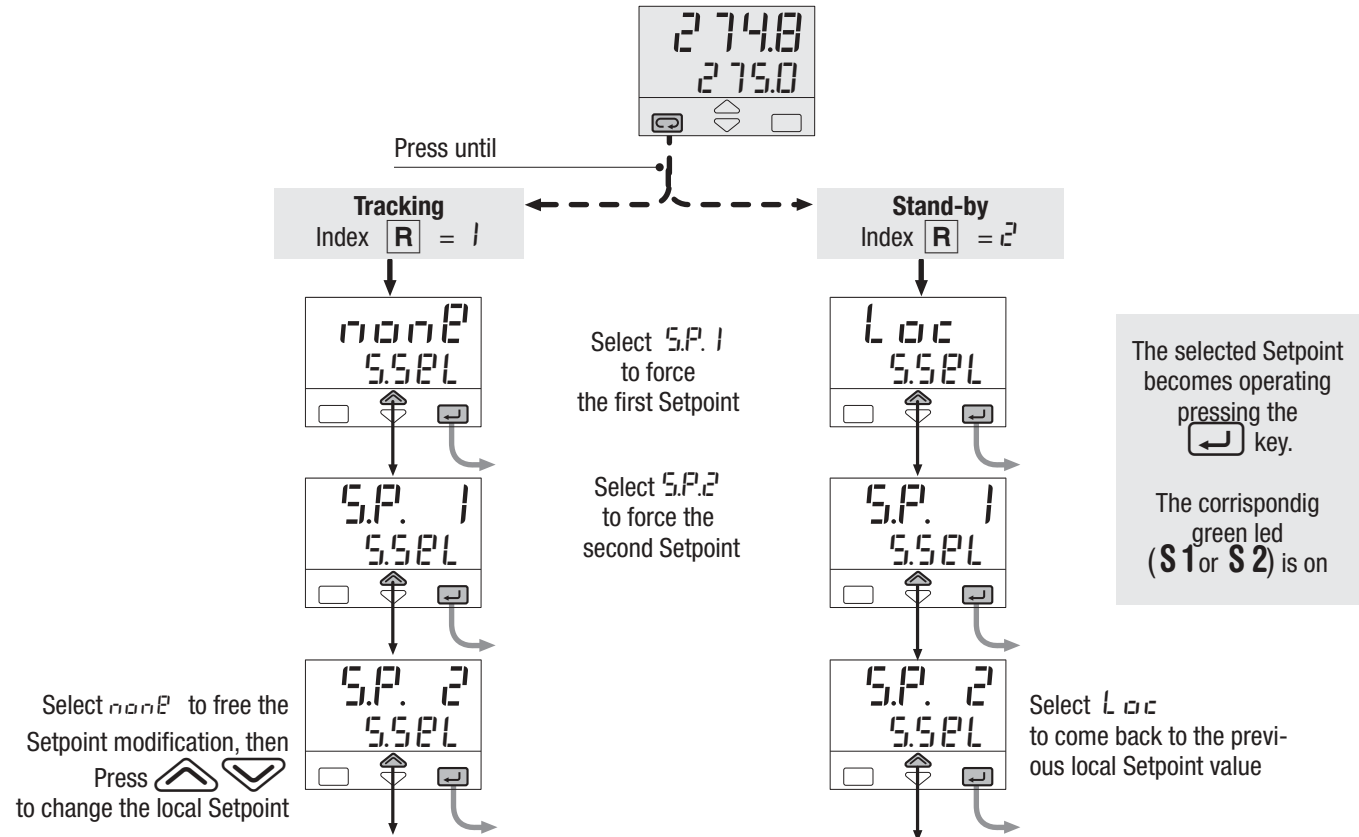 274.8
275.0
Press until
Tracking
Index R = 1
Stand-by
Index R = 2
nonE
S.SEL
Select S.P. 1
to force
the first Setpoint
Loc
S.SEL
The selected Setpoint
becomes operating
pressing the
key.
The corrispondig
green led
(S 1 or S 2) is on
S.P. 1
S.SEL
Select S.P.2
to force the
second Setpoint
S.P. 1
S.SEL
Select nonE to free the
Setpoint modification, then
Press
to change the local Setpoint
S.P. 2
S.SEL
S.P. 2
S.SEL
Select Loc
to come back to the previ-
ous local Setpoint value